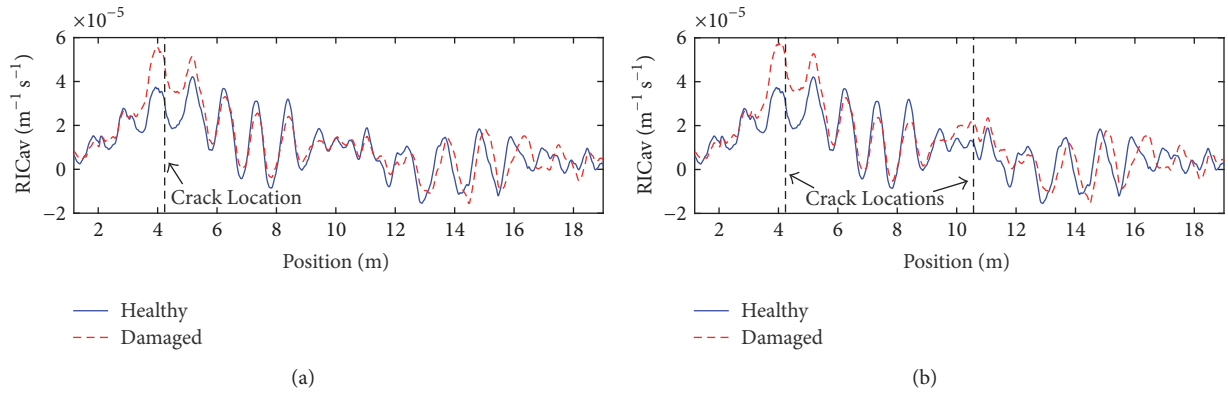 ×10⁻⁵
RICav (m⁻¹ s⁻¹)
6
4
2
0
−2
Crack Location
2 4 6 8 10 12 14 16 18
Position (m)
Healthy
Damaged
(a)
×10⁻⁵
RICav (m⁻¹ s⁻¹)
6
4
2
0
−2
Crack Locations
2 4 6 8 10 12 14 16 18
Position (m)
Healthy
Damaged
(b)